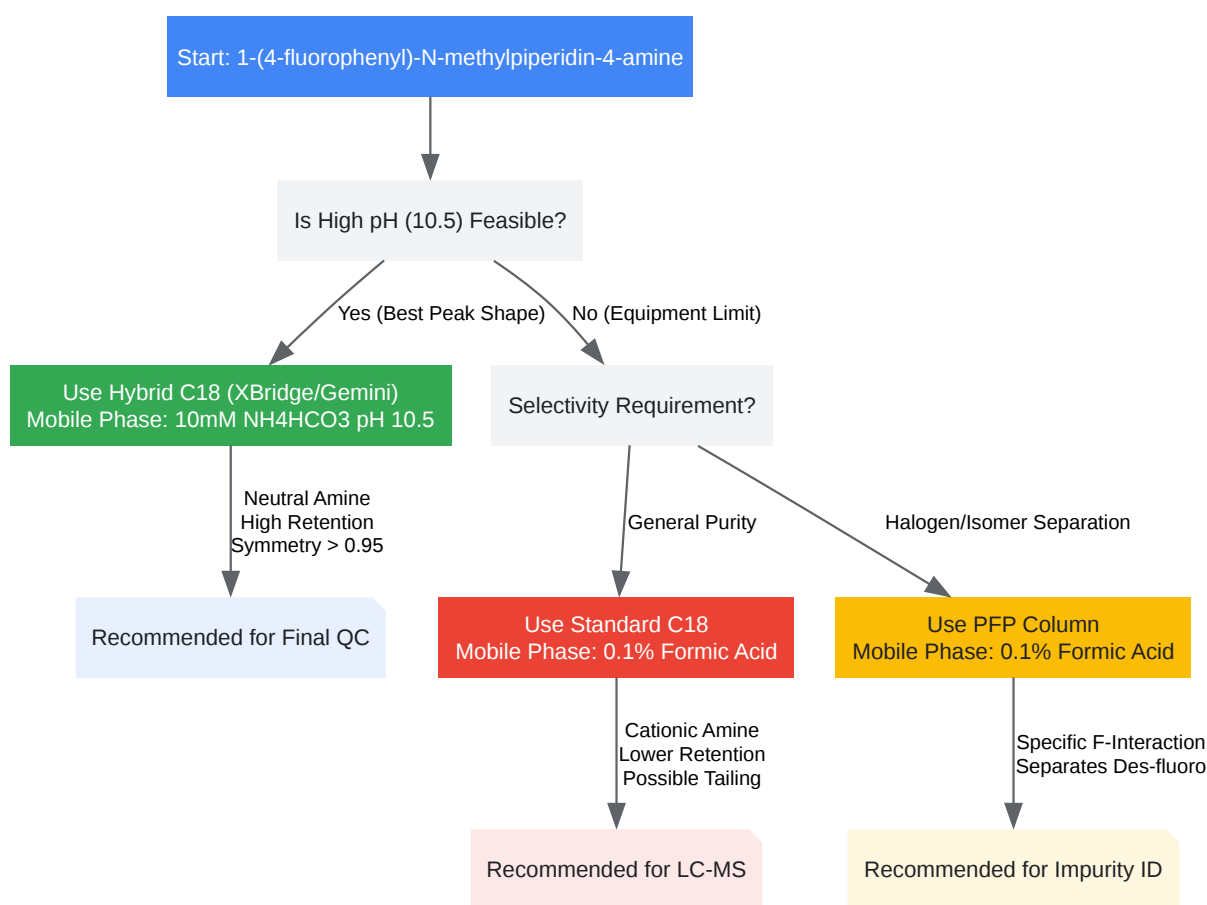 Start: 1-(4-fluorophenyl)-N-methylpiperidin-4-amine
Is High pH (10.5) Feasible?
Yes (Best Peak Shape)
No (Equipment Limit)
Use Hybrid C18 (XBridge/Gemini)
Mobile Phase: 10mM NH4HCO3 pH 10.5
Selectivity Requirement?
Neutral Amine
High Retention
Symmetry > 0.95
General Purity
Halogen/Isomer Separation
Recommended for Final QC
Use Standard C18
Mobile Phase: 0.1% Formic Acid
Use PFP Column
Mobile Phase: 0.1% Formic Acid
Cationic Amine
Lower Retention
Possible Tailing
Specific F-Interaction
Separates Des-fluoro
Recommended for LC-MS
Recommended for Impurity ID